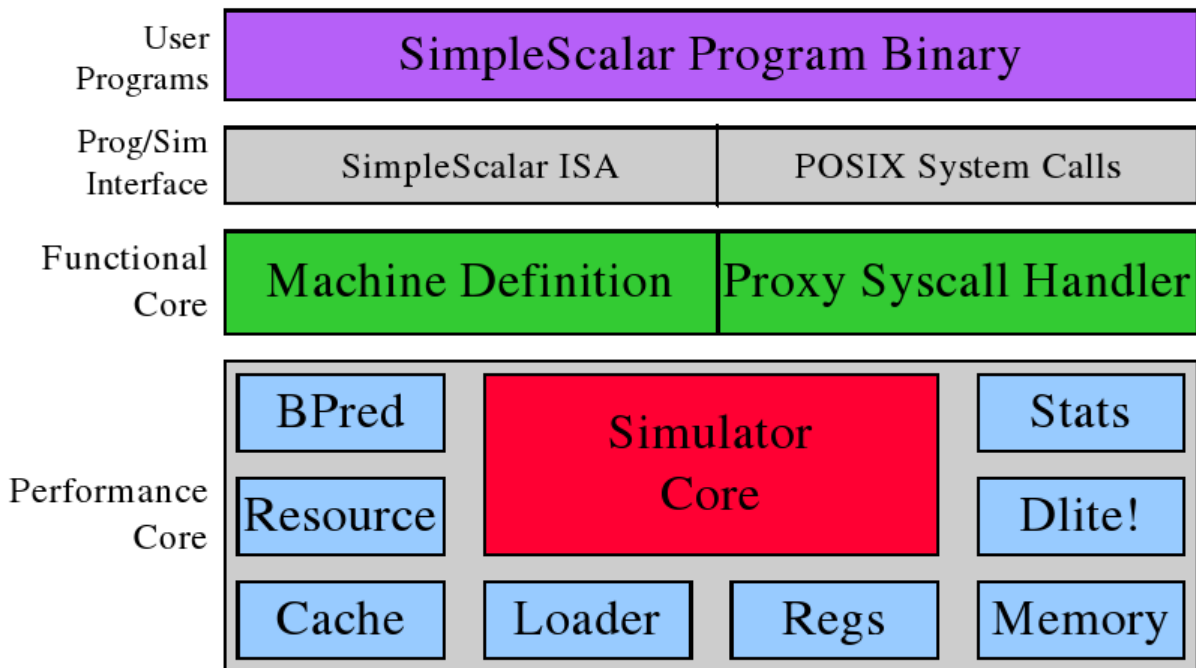 User
Programs
SimpleScalar Program Binary
Prog/Sim
Interface
SimpleScalar ISA
POSIX System Calls
Functional
Core
Machine Definition
Proxy Syscall Handler
Performance
Core
BPred
Simulator
Core
Stats
Resource
Dlite!
Cache
Loader
Regs
Memory